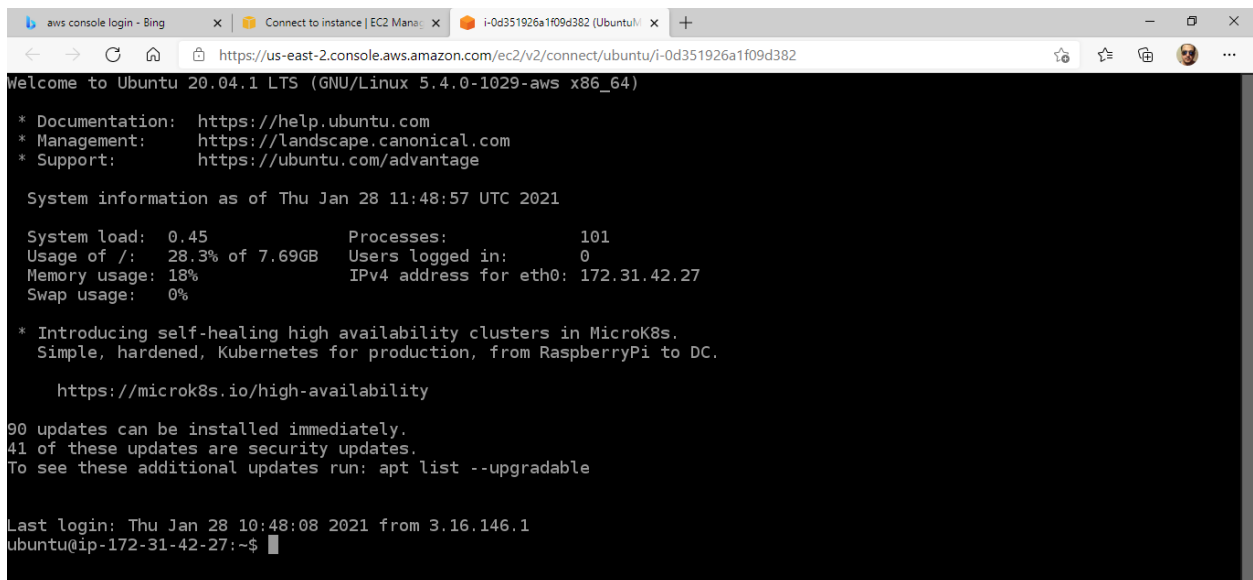 aws console login - Bing
Connect to instance | EC2 Manag
i-0d351926a1f09d382 (UbuntuM
https://us-east-2.console.aws.amazon.com/ec2/v2/connect/ubuntu/i-0d351926a1f09d382
Welcome to Ubuntu 20.04.1 LTS (GNU/Linux 5.4.0-1029-aws x86_64)
* Documentation:  https://help.ubuntu.com
* Management:     https://landscape.canonical.com
* Support:        https://ubuntu.com/advantage
System information as of Thu Jan 28 11:48:57 UTC 2021
System load:  0.45               Processes:             101
Usage of /:   28.3% of 7.69GB   Users logged in:       0
Memory usage: 18%                IPv4 address for eth0: 172.31.42.27
Swap usage:   0%
* Introducing self-healing high availability clusters in MicroK8s.
Simple, hardened, Kubernetes for production, from RaspberryPi to DC.
https://microk8s.io/high-availability
90 updates can be installed immediately.
41 of these updates are security updates.
To see these additional updates run: apt list --upgradable
Last login: Thu Jan 28 10:48:08 2021 from 3.16.146.1
ubuntu@ip-172-31-42-27:~$